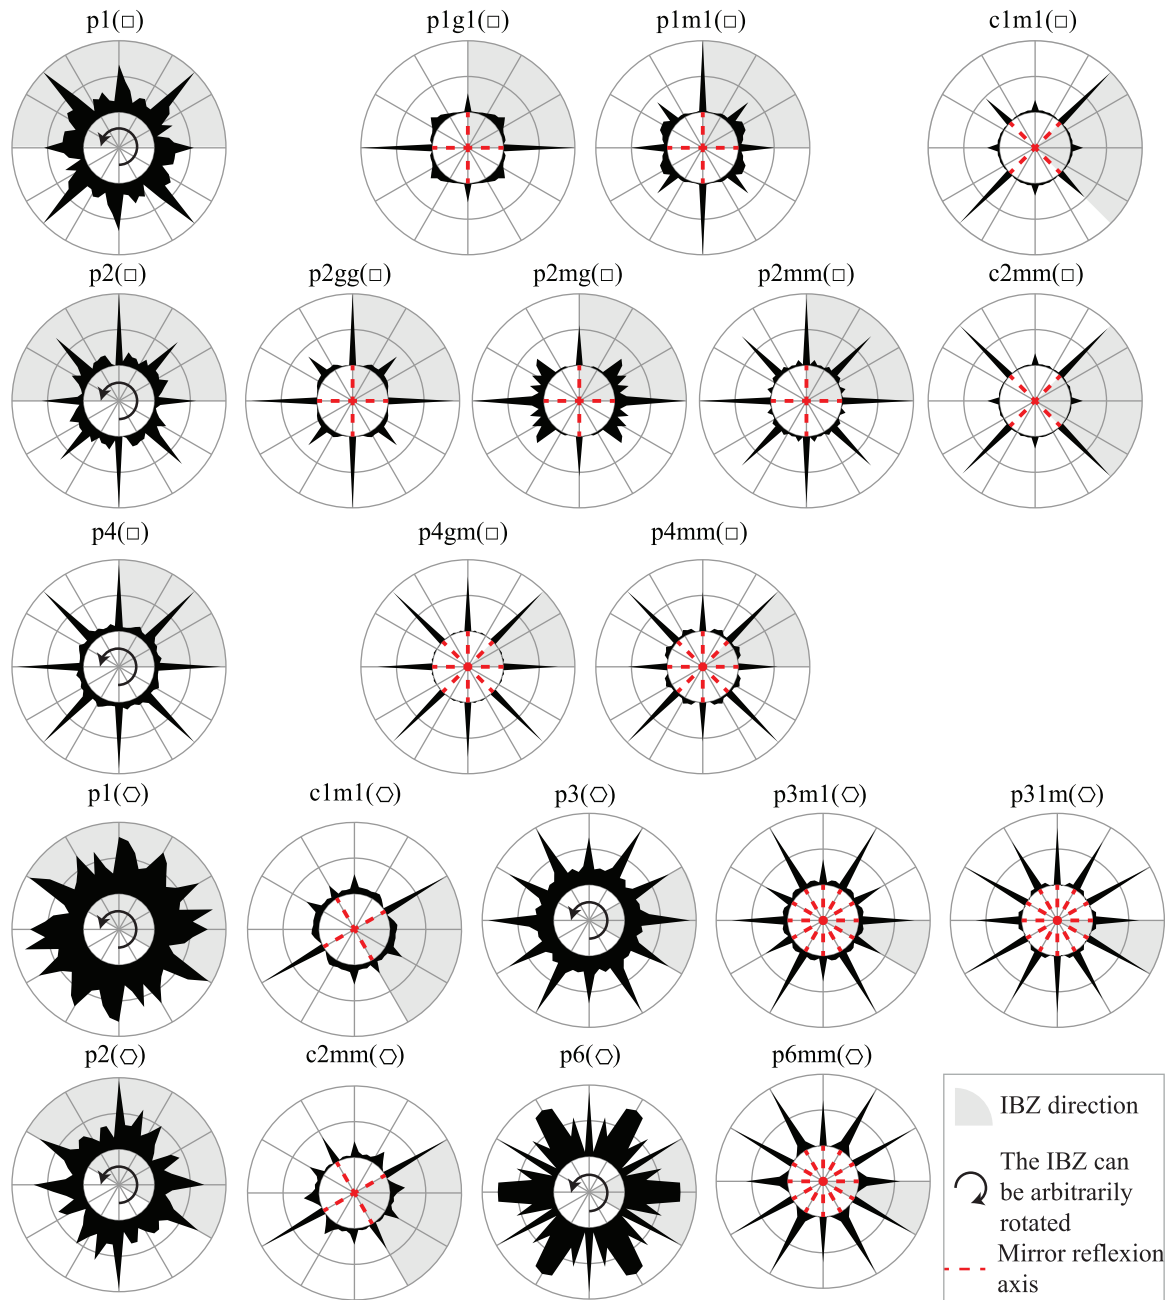 p1(□)
p1g1(□)
p1m1(□)
c1m1(□)
p2(□)
p2gg(□)
p2mg(□)
p2mm(□)
c2mm(□)
p4(□)
p4gm(□)
p4mm(□)
p1(⬡)
c1m1(⬡)
p3(⬡)
p3m1(⬡)
p31m(⬡)
p2(⬡)
c2mm(⬡)
p6(⬡)
p6mm(⬡)
IBZ direction
The IBZ can
be arbitrarily
rotated
Mirror reflexion
axis